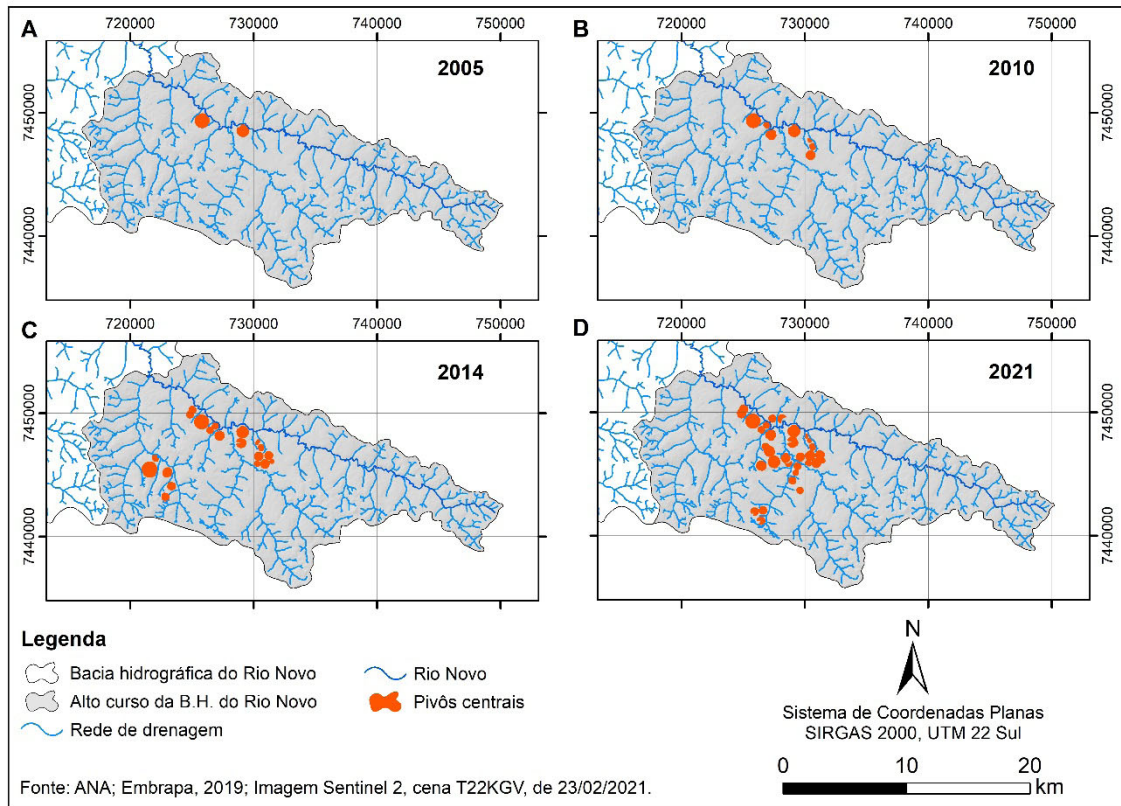 720000 730000 740000 750000
A
2005
7450000
7440000
720000 730000 740000 750000
B
2010
7450000
7440000
720000 730000 740000 750000
C
2014
7450000
7440000
720000 730000 740000 750000
D
2021
7450000
7440000
Legenda
Bacia hidrográfica do Rio Novo
Rio Novo
Alto curso da B.H. do Rio Novo
Pivôs centrais
Rede de drenagem
N
Sistema de Coordenadas Planas
SIRGAS 2000, UTM 22 Sul
0 10 20
km
Fonte: ANA; Embrapa, 2019; Imagem Sentinel 2, cena T22KGV, de 23/02/2021.